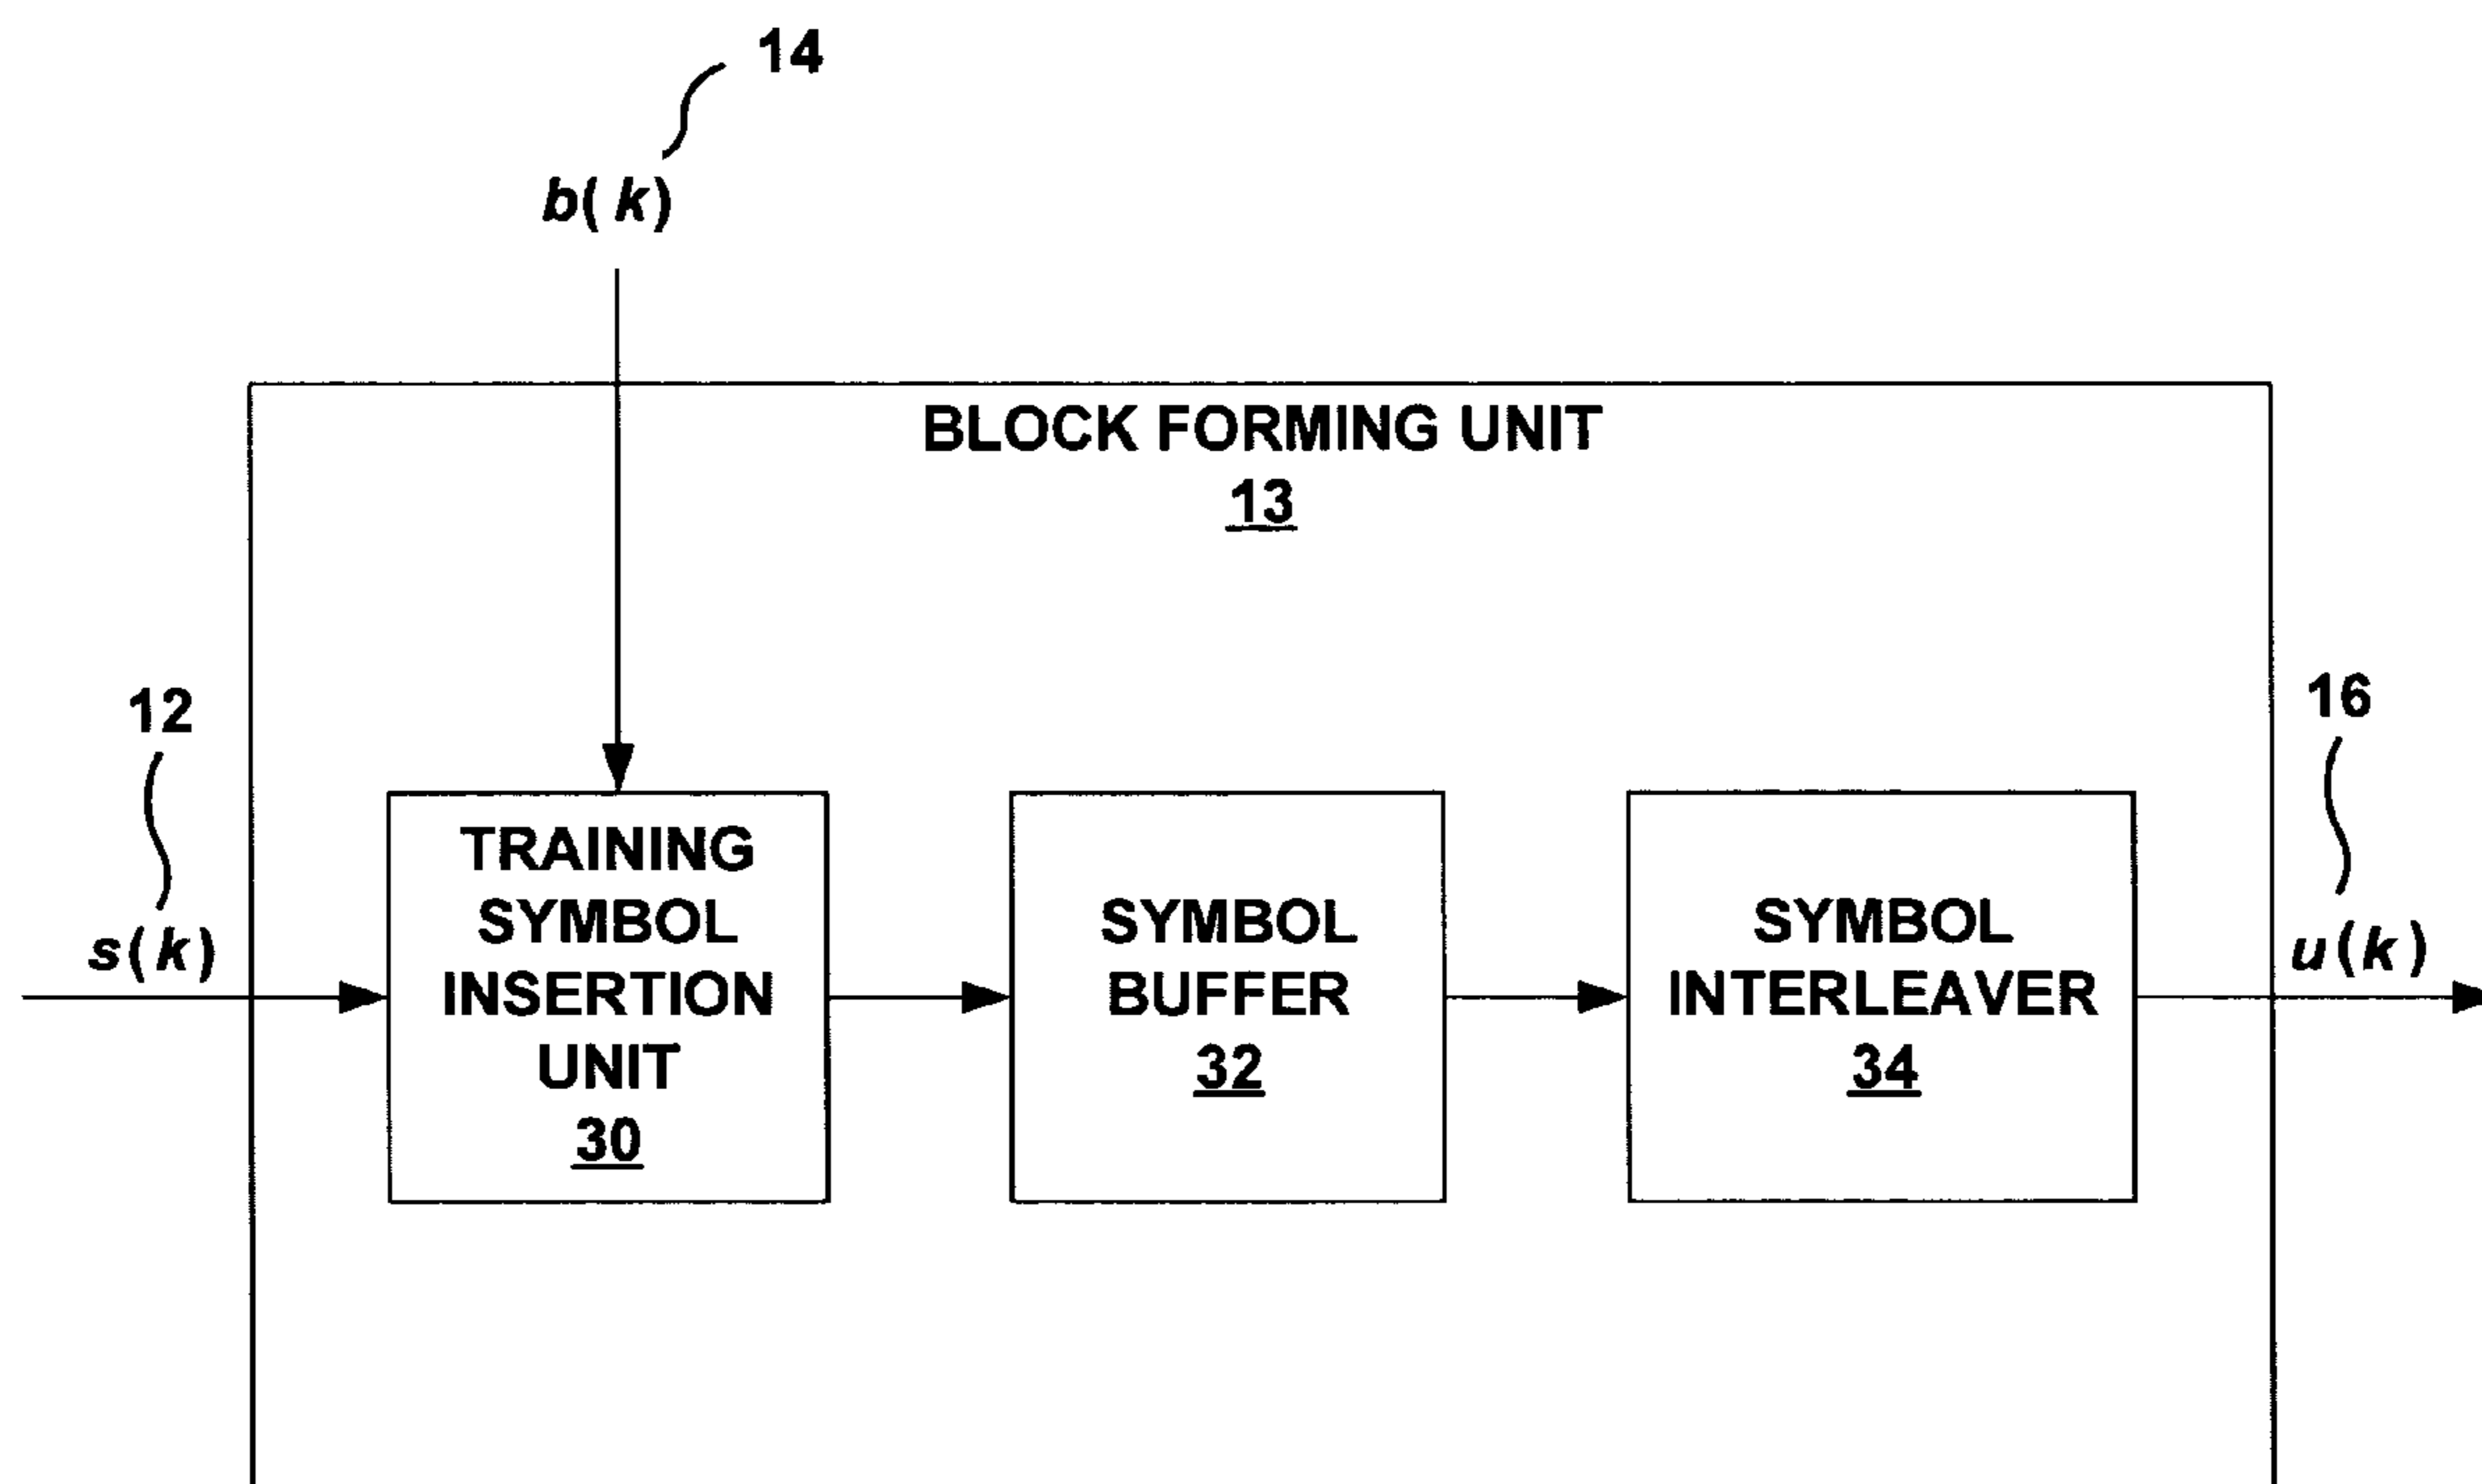 14
b(k)
BLOCK FORMING UNIT
13
12
s(k)
TRAINING
SYMBOL
INSERTION
UNIT
30
SYMBOL
BUFFER
32
SYMBOL
INTERLEAVER
34
16
u(k)